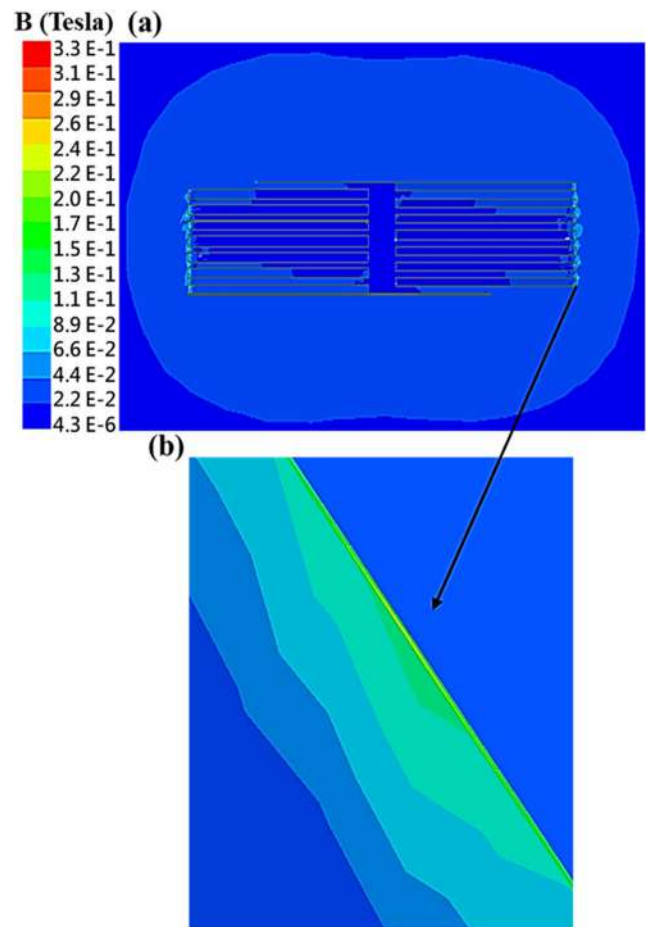 B (Tesla) (a)
3.3 E-1
3.1 E-1
2.9 E-1
2.6 E-1
2.4 E-1
2.2 E-1
2.0 E-1
1.7 E-1
1.5 E-1
1.3 E-1
1.1 E-1
8.9 E-2
6.6 E-2
4.4 E-2
2.2 E-2
4.3 E-6
(b)